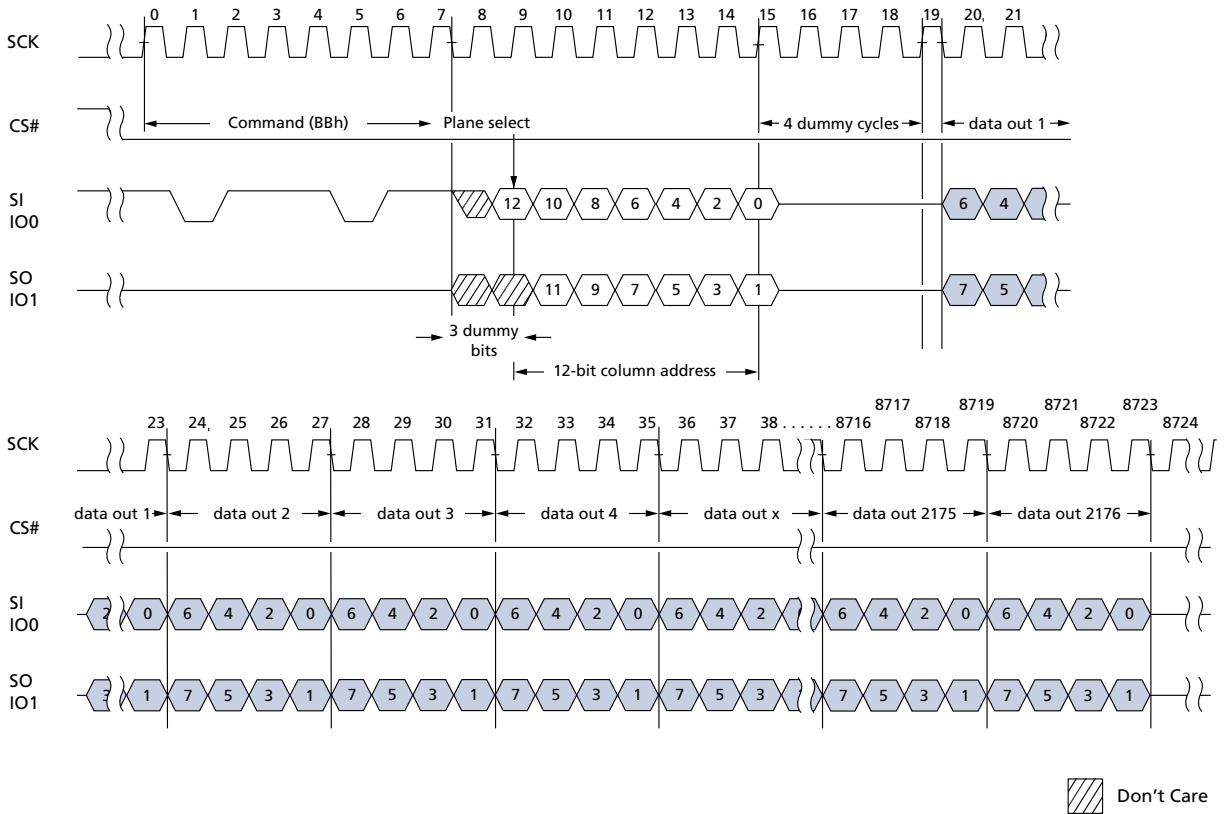 0 1 2 3 4 5 6 7 8 9 10 11 12 13 14 15 16 17 18 19 20 21
SCK
CS#
Command (BBh) Plane select 4 dummy cycles data out 1
SI
IO0
12 10 8 6 4 2 0 6 4
SO
IO1
11 9 7 5 3 1 7 5
3 dummy
bits
12-bit column address
8717 8719 8721 8723
23 24 25 26 27 28 29 30 31 32 33 34 35 36 37 38 . . . . . . 8716 8718 8720 8722 8724
SCK
data out 1 data out 2 data out 3 data out 4 data out x data out 2175 data out 2176
CS#
SI
IO0
2 0 6 4 2 0 6 4 2 0 6 4 2 0 6 4 2 6 4 2 0 6 4 2 0
SO
IO1
3 1 7 5 3 1 7 5 3 1 7 5 3 1 7 5 3 7 5 3 1 7 5 3 1
Don't Care